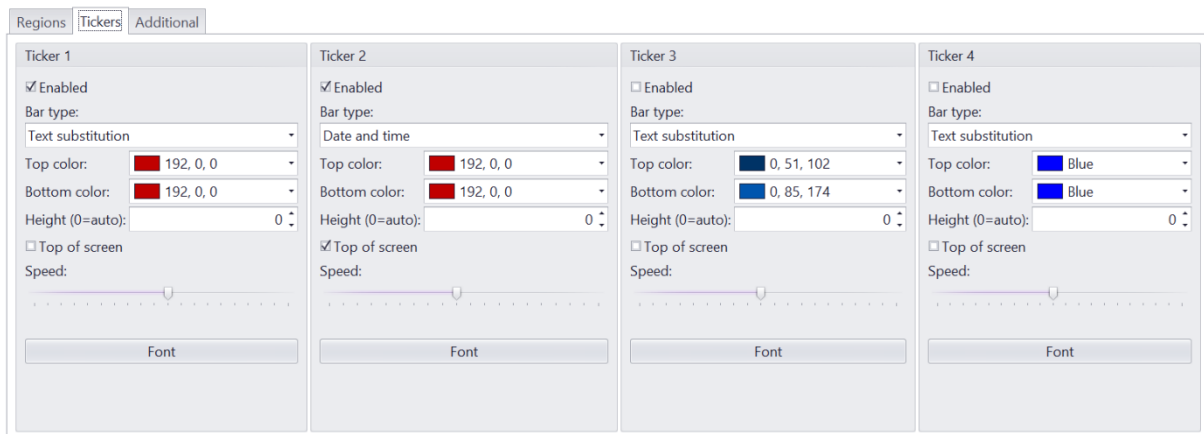 Regions Tickers Additional
Ticker 1
Enabled
Bar type:
Text substitution
Top color: 192, 0, 0
Bottom color: 192, 0, 0
Height (0=auto): 0
Top of screen
Speed:
Font
Ticker 2
Enabled
Bar type:
Date and time
Top color: 192, 0, 0
Bottom color: 192, 0, 0
Height (0=auto): 0
Top of screen
Speed:
Font
Ticker 3
Enabled
Bar type:
Text substitution
Top color: 0, 51, 102
Bottom color: 0, 85, 174
Height (0=auto): 0
Top of screen
Speed:
Font
Ticker 4
Enabled
Bar type:
Text substitution
Top color: Blue
Bottom color: Blue
Height (0=auto): 0
Top of screen
Speed:
Font